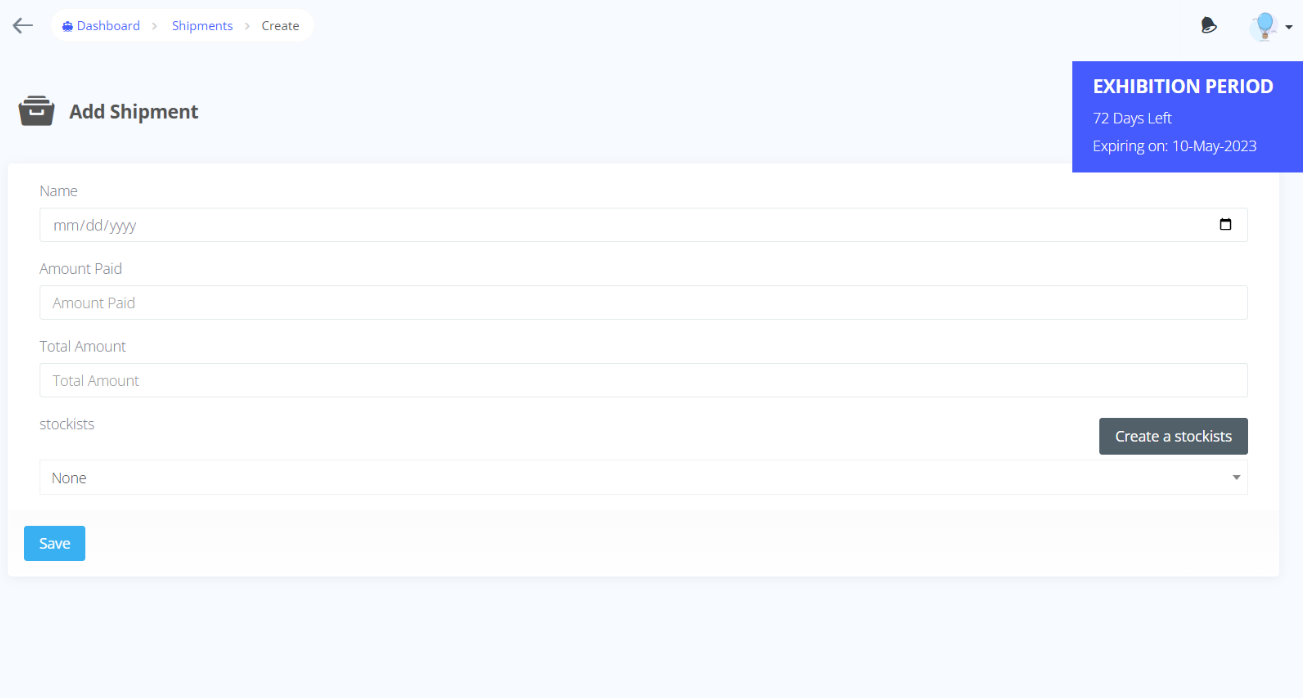 Dashboard > Shipments > Create
EXHIBITION PERIOD
72 Days Left
Expiring on: 10-May-2023
Add Shipment
Name
mm/dd/yyyy
Amount Paid
Amount Paid
Total Amount
Total Amount
stockists
Create a stockists
None
Save